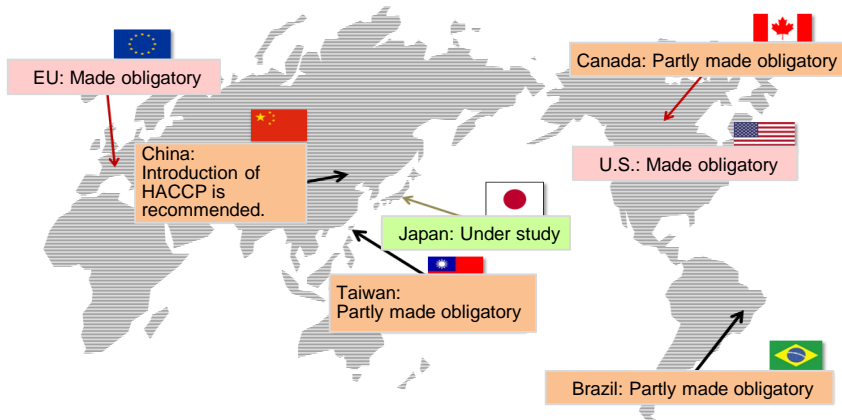 EU: Made obligatory
Canada: Partly made obligatory
China:
Introduction of
HACCP is
recommended.
U.S.: Made obligatory
Japan: Under study
Taiwan:
Partly made obligatory
Brazil: Partly made obligatory